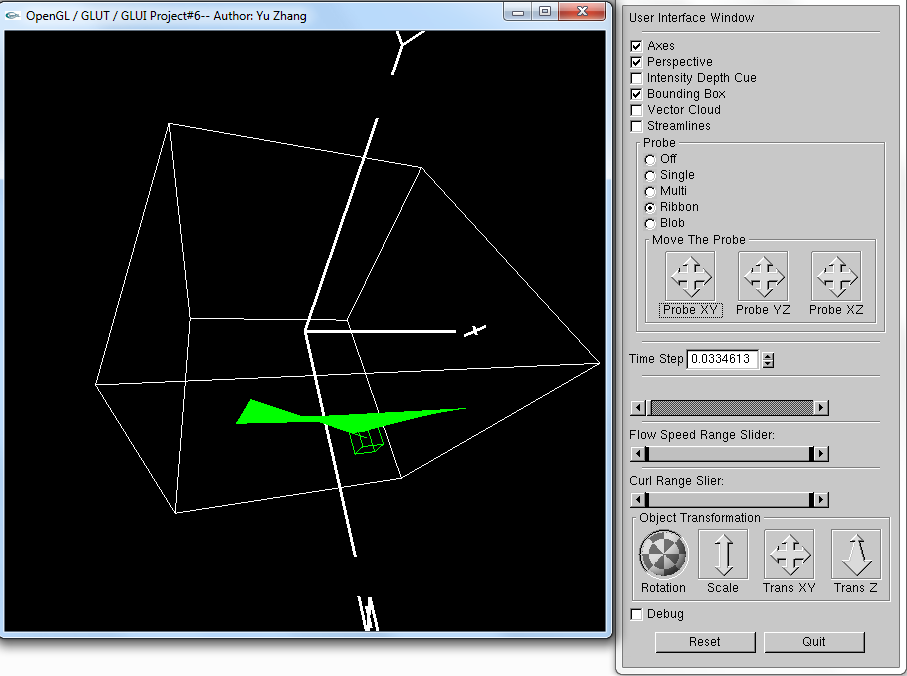 OpenGL / GLUT / GLUI Project#6-- Author: Yu Zhang
Y
X
Z
User Interface Window
Axes
Perspective
Intensity Depth Cue
Bounding Box
Vector Cloud
Streamlines
Probe
Off
Single
Multi
Ribbon
Blob
Move The Probe
Probe XY Probe YZ Probe XZ
Time Step 0.0334613
Flow Speed Range Slider:
Curl Range Slier:
Object Transformation
Rotation Scale Trans XY Trans Z
Debug
Reset Quit